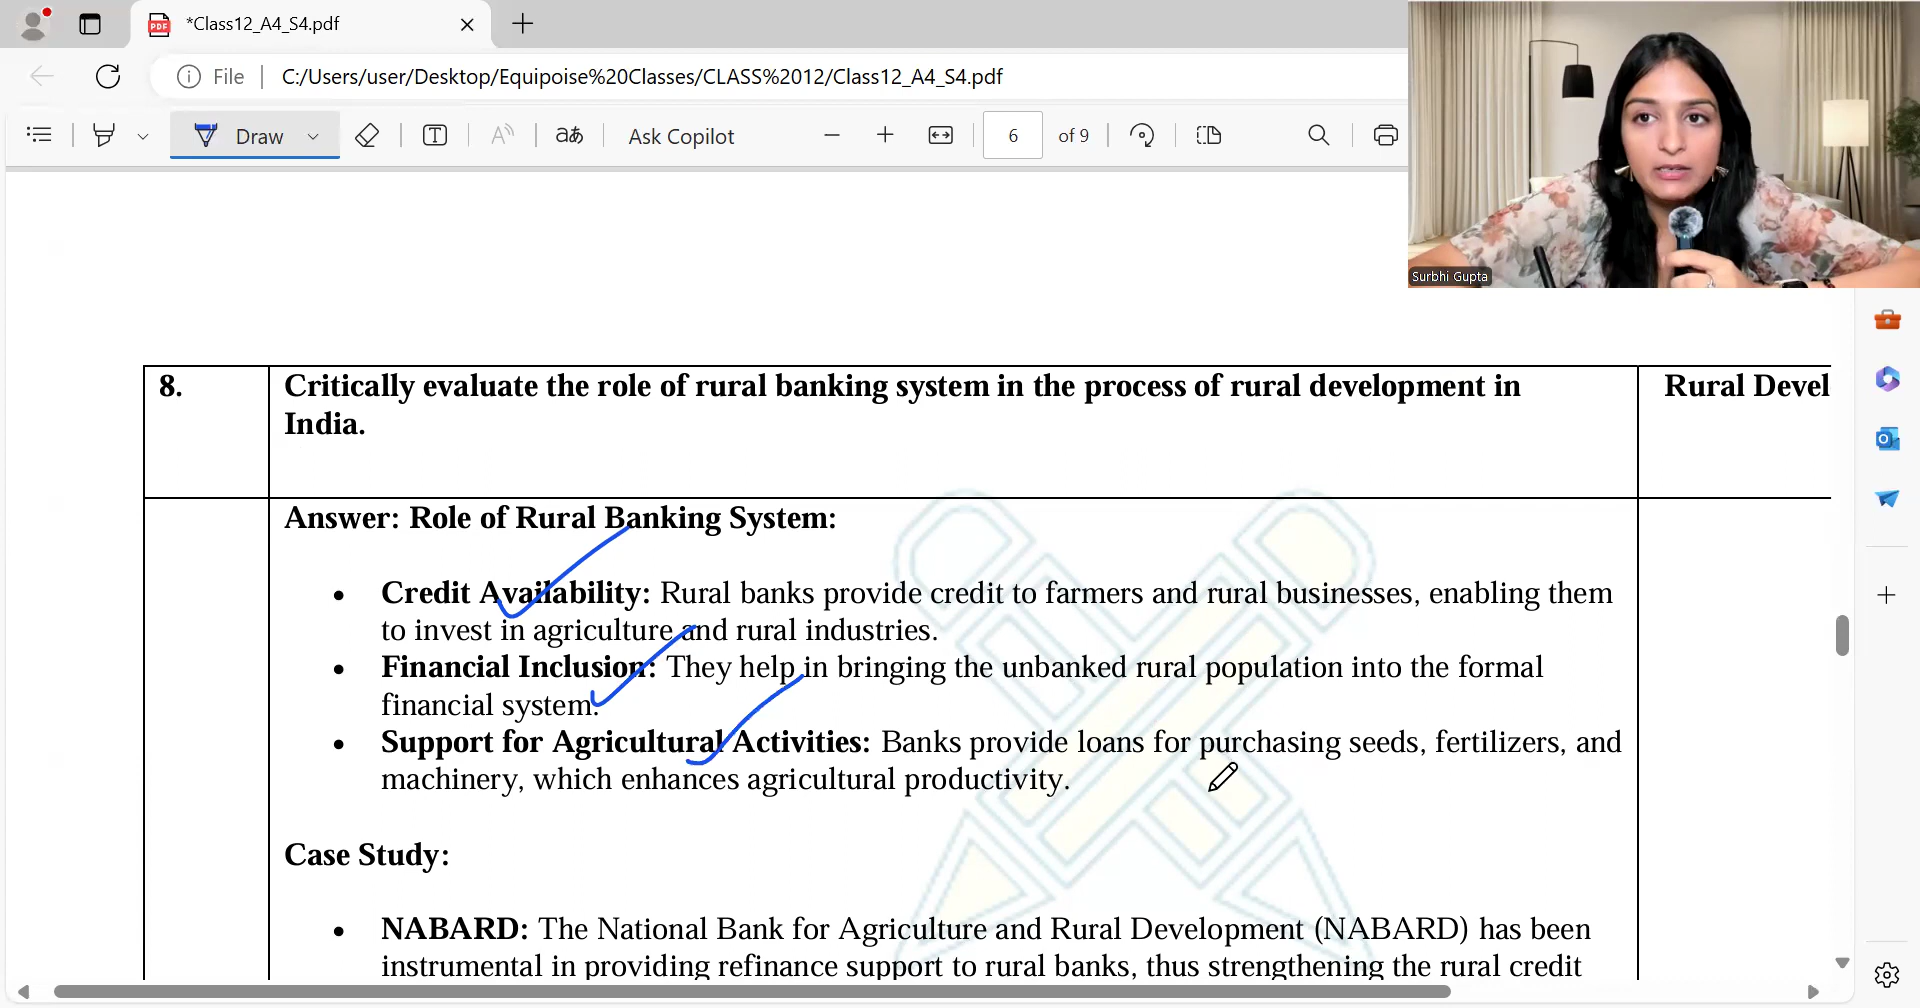 *Class12_A4_S4.pdf
File
C:/Users/user/Desktop/Equipoise%20Classes/CLASS%2012/Class12_A4_S4.pdf
Draw
aあ
Ask Copilot
6
of 9
Surbhi Gupta
8.
Critically evaluate the role of rural banking system in the process of rural development in
India.
Rural Devel
Answer: Role of Rural Banking System:
• Credit Availability: Rural banks provide credit to farmers and rural businesses, enabling them
to invest in agriculture and rural industries.
• Financial Inclusion: They help in bringing the unbanked rural population into the formal
financial system.
• Support for Agricultural Activities: Banks provide loans for purchasing seeds, fertilizers, and
machinery, which enhances agricultural productivity.
Case Study:
• NABARD: The National Bank for Agriculture and Rural Development (NABARD) has been
instrumental in providing refinance support to rural banks, thus strengthening the rural credit